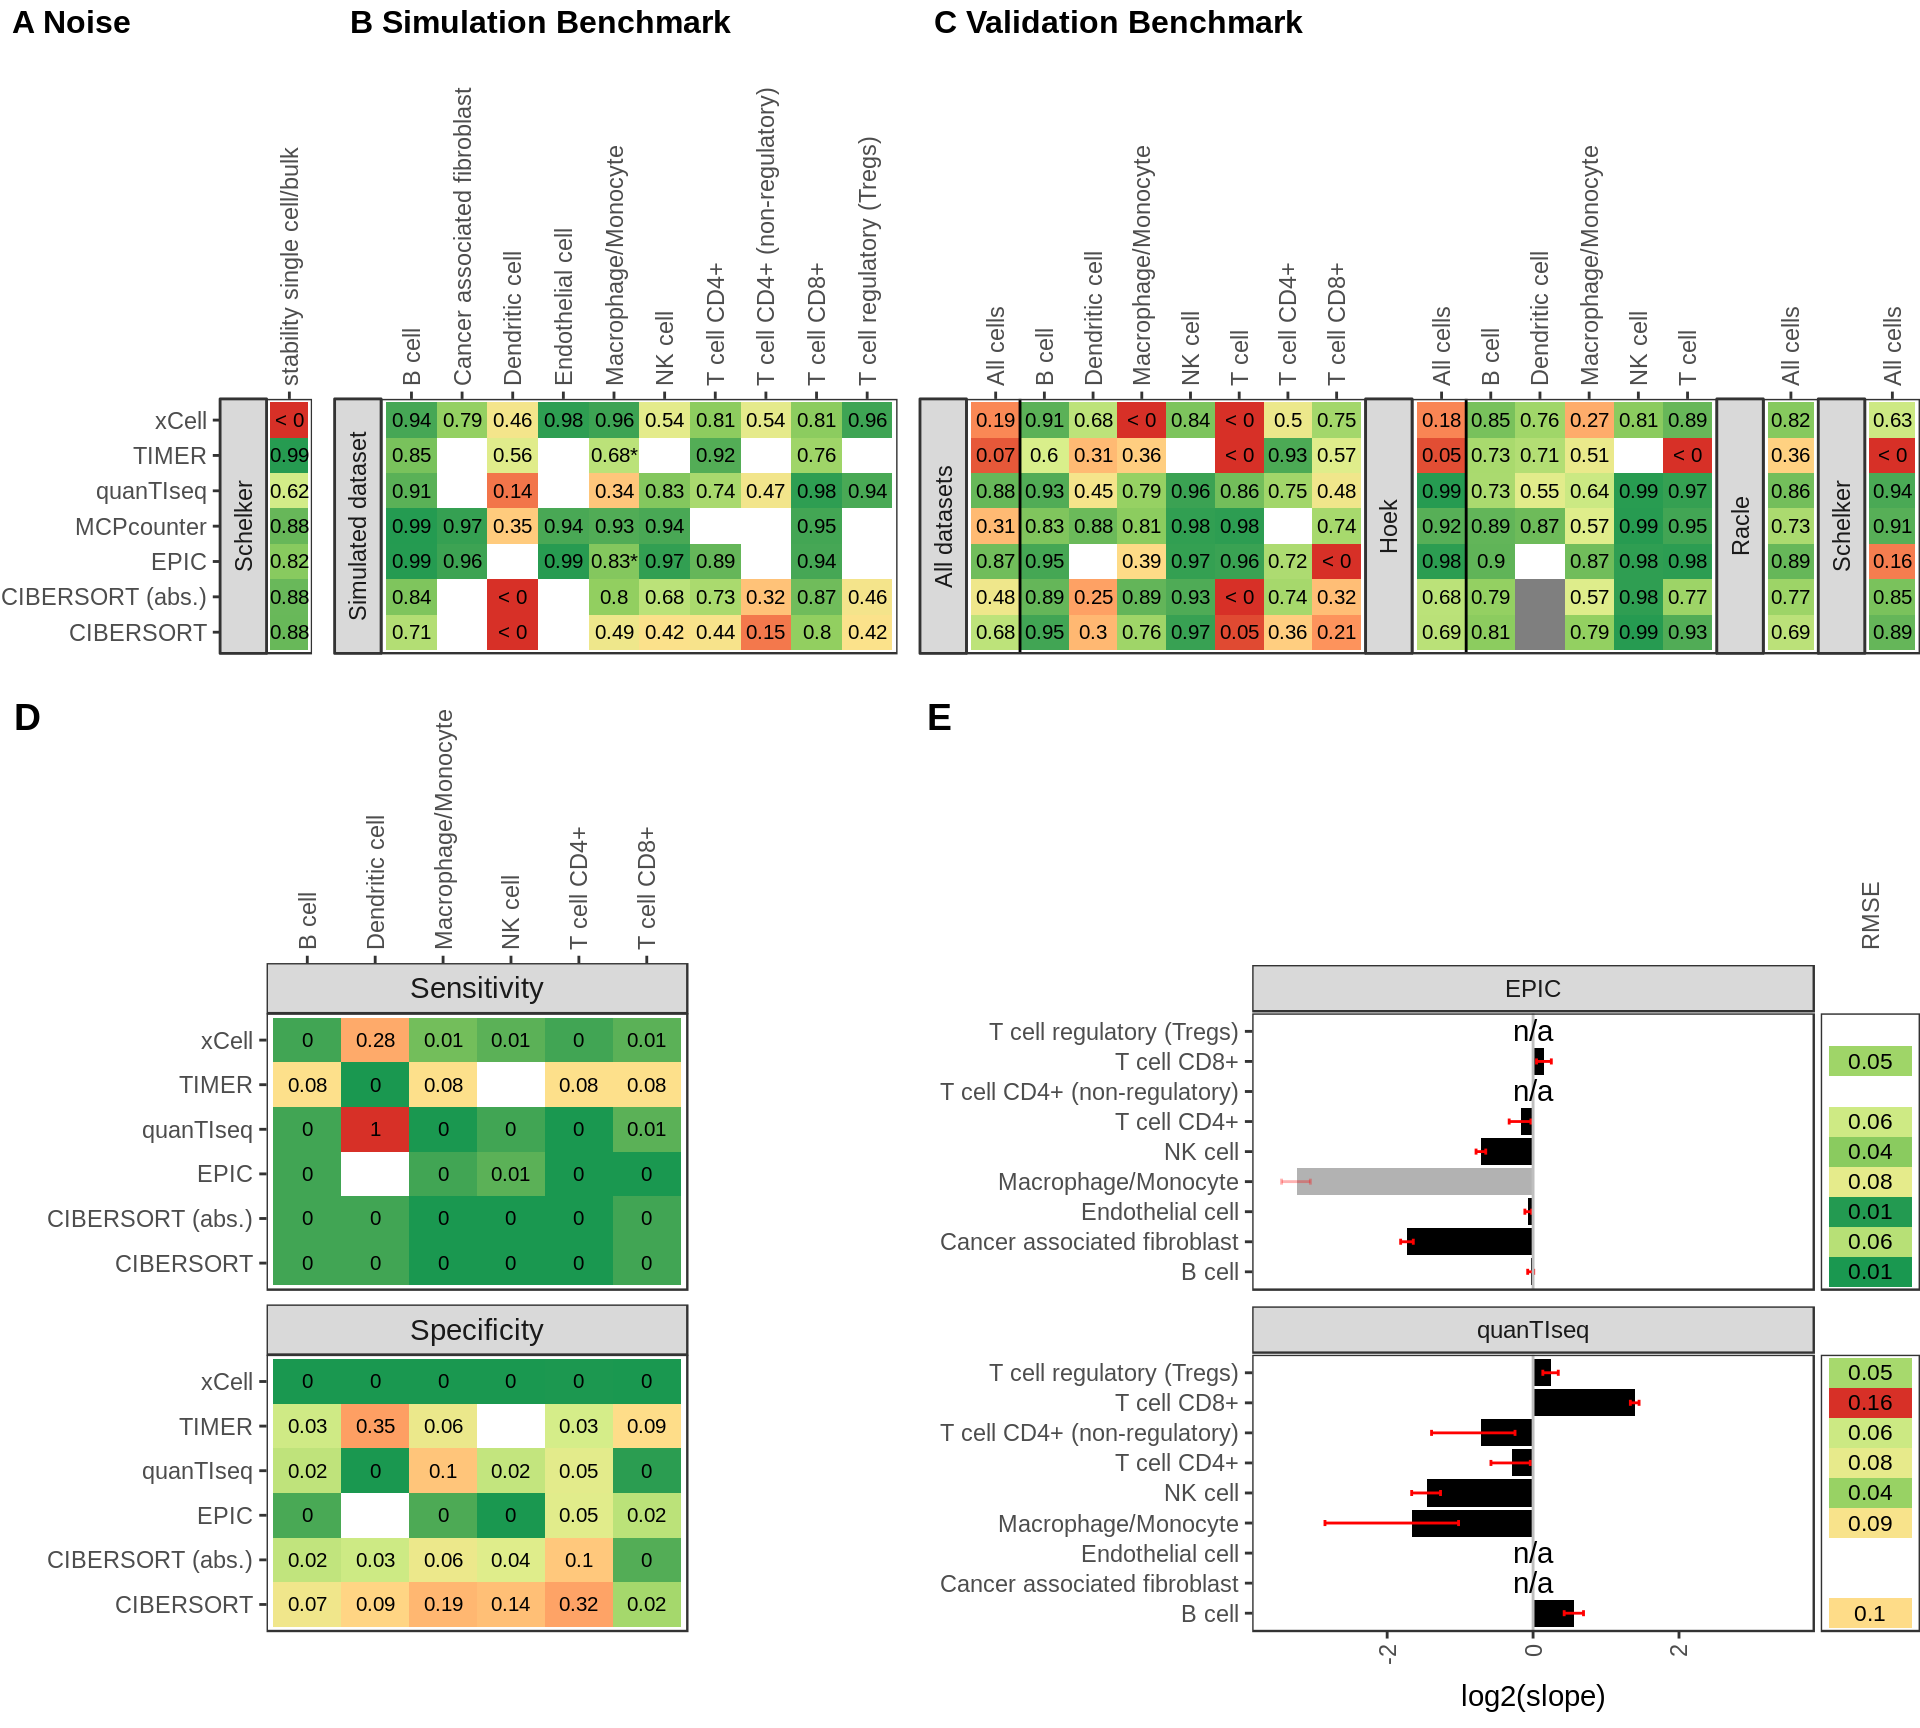 A Noise
B Simulation Benchmark
C Validation Benchmark
stability single cell/bulk
B cell
Cancer associated fibroblast
Dendritic cell
Endothelial cell
Macrophage/Monocyte
NK cell
T cell CD4+
T cell CD4+ (non-regulatory)
T cell CD8+
T cell regulatory (Tregs)
All cells
B cell
Dendritic cell
Macrophage/Monocyte
NK cell
T cell
T cell CD4+
T cell CD8+
All cells
B cell
Dendritic cell
Macrophage/Monocyte
NK cell
T cell
All cells
All cells
Schelker
Simulated dataset
All datasets
Hoek
Racle
Schelker
xCell < 0 0.94 0.79 0.46 0.98 0.96 0.54 0.81 0.54 0.81 0.96 0.19 0.91 0.68 < 0 0.84 < 0 0.5 0.75 0.18 0.85 0.76 0.27 0.81 0.89 0.82 0.63
TIMER 0.99 0.85 0.56 0.68* 0.92 0.76 0.07 0.6 0.31 0.36 < 0 0.93 0.57 0.05 0.73 0.71 0.51 < 0 0.36 < 0
quanTIseq 0.62 0.91 0.14 0.34 0.83 0.74 0.47 0.98 0.94 0.88 0.93 0.45 0.79 0.96 0.86 0.75 0.48 0.99 0.73 0.55 0.64 0.99 0.97 0.86 0.94
MCPcounter 0.88 0.99 0.97 0.35 0.94 0.93 0.94 0.95 0.31 0.83 0.88 0.81 0.98 0.98 0.74 0.92 0.89 0.87 0.57 0.99 0.95 0.73 0.91
EPIC 0.82 0.99 0.96 0.99 0.83* 0.97 0.89 0.94 0.87 0.95 0.39 0.97 0.96 0.72 < 0 0.98 0.9 0.87 0.98 0.98 0.89 0.16
CIBERSORT (abs.) 0.88 0.84 < 0 0.8 0.68 0.73 0.32 0.87 0.46 0.48 0.89 0.25 0.89 0.93 < 0 0.74 0.32 0.68 0.79 0.57 0.98 0.77 0.77 0.85
CIBERSORT 0.88 0.71 < 0 0.49 0.42 0.44 0.15 0.8 0.42 0.68 0.95 0.3 0.76 0.97 0.05 0.36 0.21 0.69 0.81 0.79 0.99 0.93 0.69 0.89
D
B cell
Dendritic cell
Macrophage/Monocyte
NK cell
T cell CD4+
T cell CD8+
Sensitivity
xCell 0 0.28 0.01 0.01 0 0.01
TIMER 0.08 0 0.08 0.08 0.08
quanTIseq 0 1 0 0 0 0.01
EPIC 0 0 0.01 0 0
CIBERSORT (abs.) 0 0 0 0 0 0
CIBERSORT 0 0 0 0 0 0
Specificity
xCell 0 0 0 0 0 0
TIMER 0.03 0.35 0.06 0.03 0.09
quanTIseq 0.02 0 0.1 0.02 0.05 0
EPIC 0 0 0 0.05 0.02
CIBERSORT (abs.) 0.02 0.03 0.06 0.04 0.1 0
CIBERSORT 0.07 0.09 0.19 0.14 0.32 0.02
E
RMSE
EPIC
T cell regulatory (Tregs) n/a
T cell CD8+ 0.05
T cell CD4+ (non-regulatory) n/a
T cell CD4+ 0.06
NK cell 0.04
Macrophage/Monocyte 0.08
Endothelial cell 0.01
Cancer associated fibroblast 0.06
B cell 0.01
quanTIseq
T cell regulatory (Tregs) 0.05
T cell CD8+ 0.16
T cell CD4+ (non-regulatory) 0.06
T cell CD4+ 0.08
NK cell 0.04
Macrophage/Monocyte 0.09
Endothelial cell n/a
Cancer associated fibroblast n/a
B cell 0.1
-2 0 2
log2(slope)